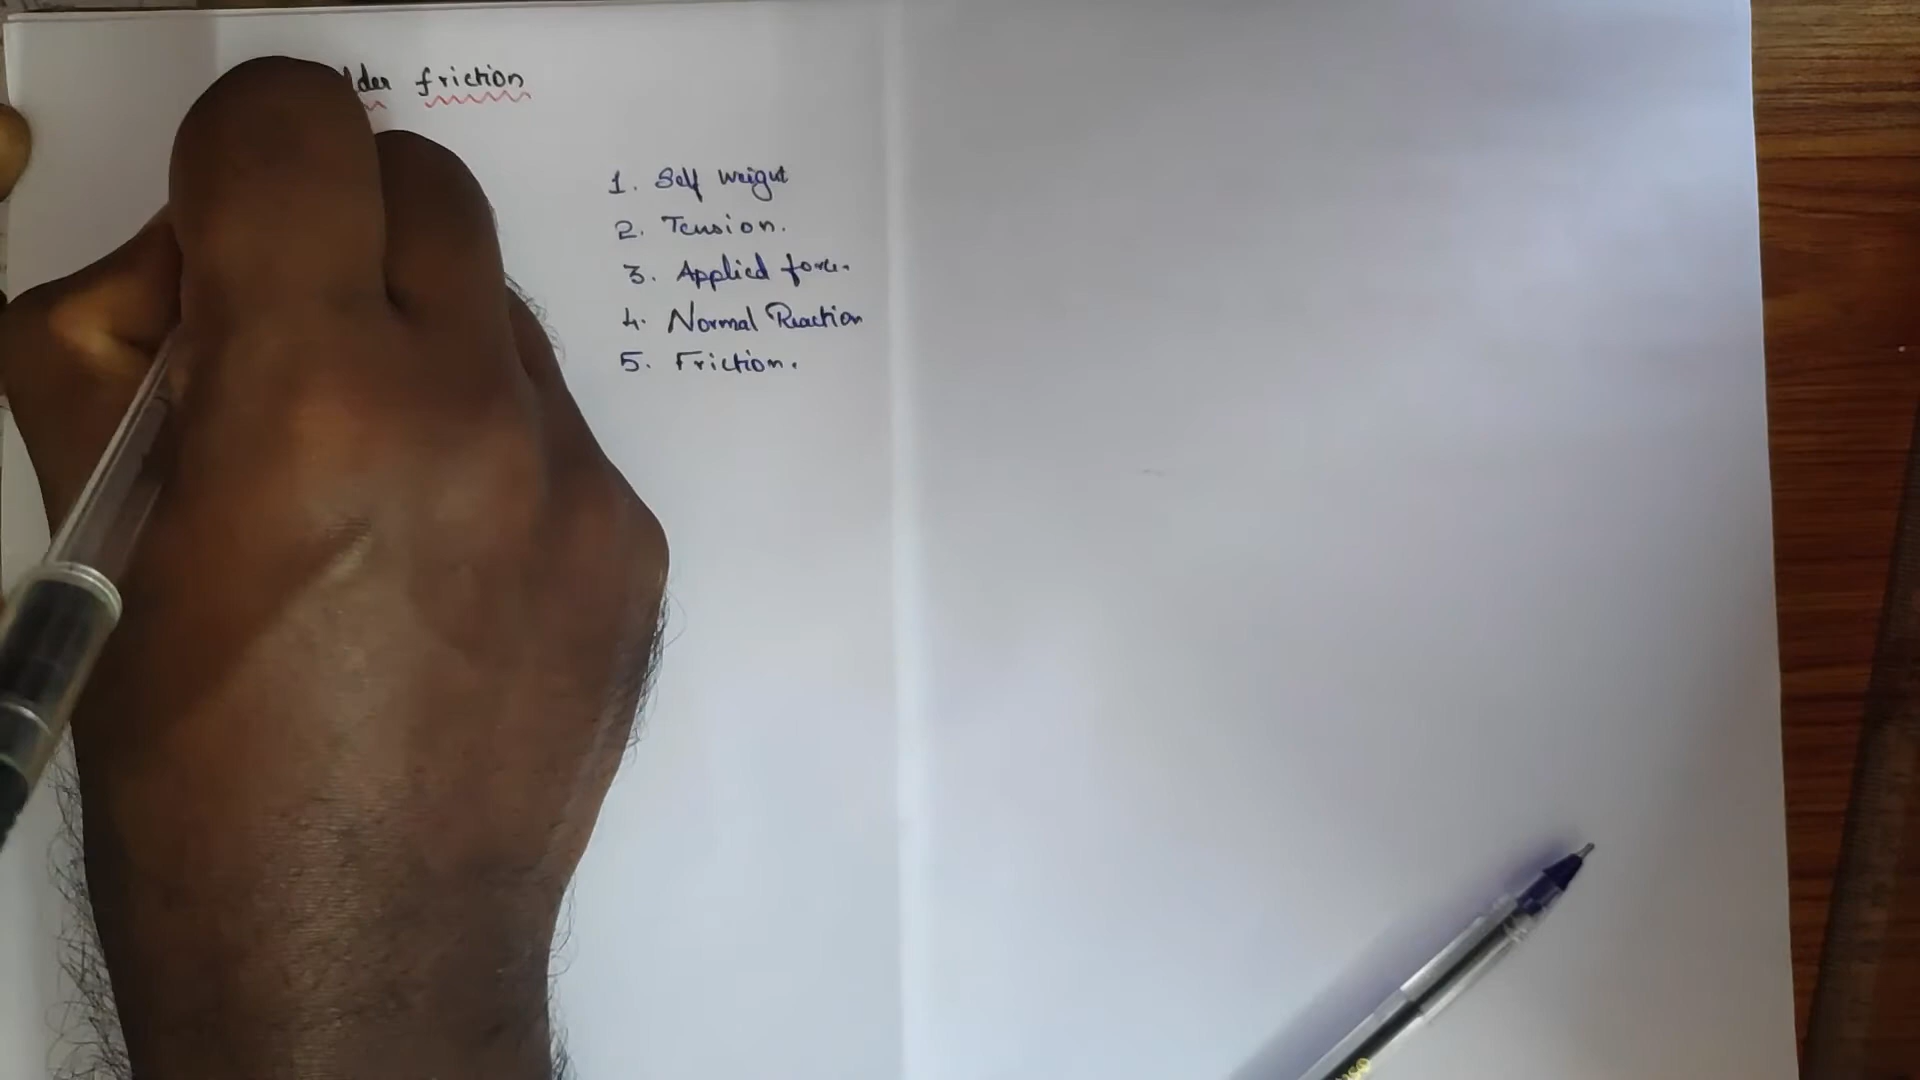 friction
1. Self weight
2. Tension.
3. Applied force.
4. Normal Reaction
5. Friction.